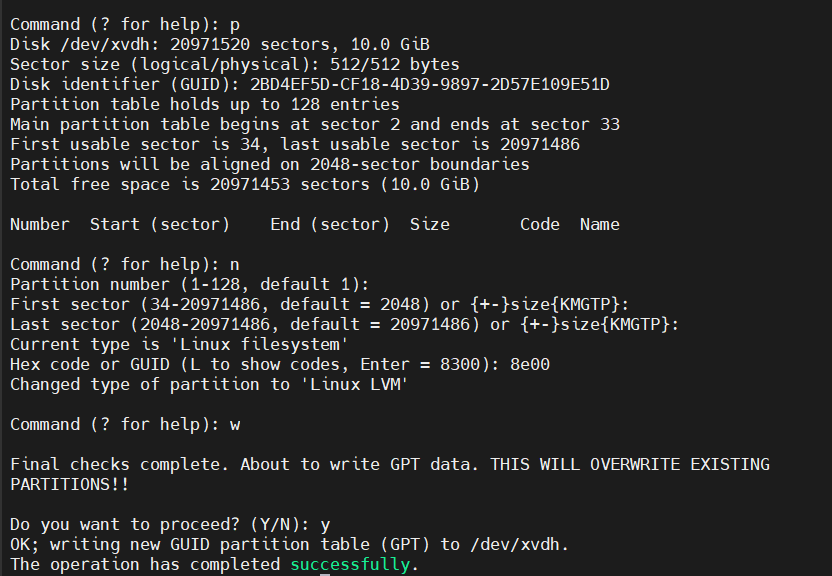 Command (? for help): p
Disk /dev/xvdh: 20971520 sectors, 10.0 GiB
Sector size (logical/physical): 512/512 bytes
Disk identifier (GUID): 2BD4EF5D-CF18-4D39-9897-2D57E109E51D
Partition table holds up to 128 entries
Main partition table begins at sector 2 and ends at sector 33
First usable sector is 34, last usable sector is 20971486
Partitions will be aligned on 2048-sector boundaries
Total free space is 20971453 sectors (10.0 GiB)
Number  Start (sector)    End (sector)  Size       Code  Name
Command (? for help): n
Partition number (1-128, default 1):
First sector (34-20971486, default = 2048) or {+-}size{KMGTP}:
Last sector (2048-20971486, default = 20971486) or {+-}size{KMGTP}:
Current type is 'Linux filesystem'
Hex code or GUID (L to show codes, Enter = 8300): 8e00
Changed type of partition to 'Linux LVM'
Command (? for help): w
Final checks complete. About to write GPT data. THIS WILL OVERWRITE EXISTING
PARTITIONS!!
Do you want to proceed? (Y/N): y
OK; writing new GUID partition table (GPT) to /dev/xvdh.
The operation has completed successfully.